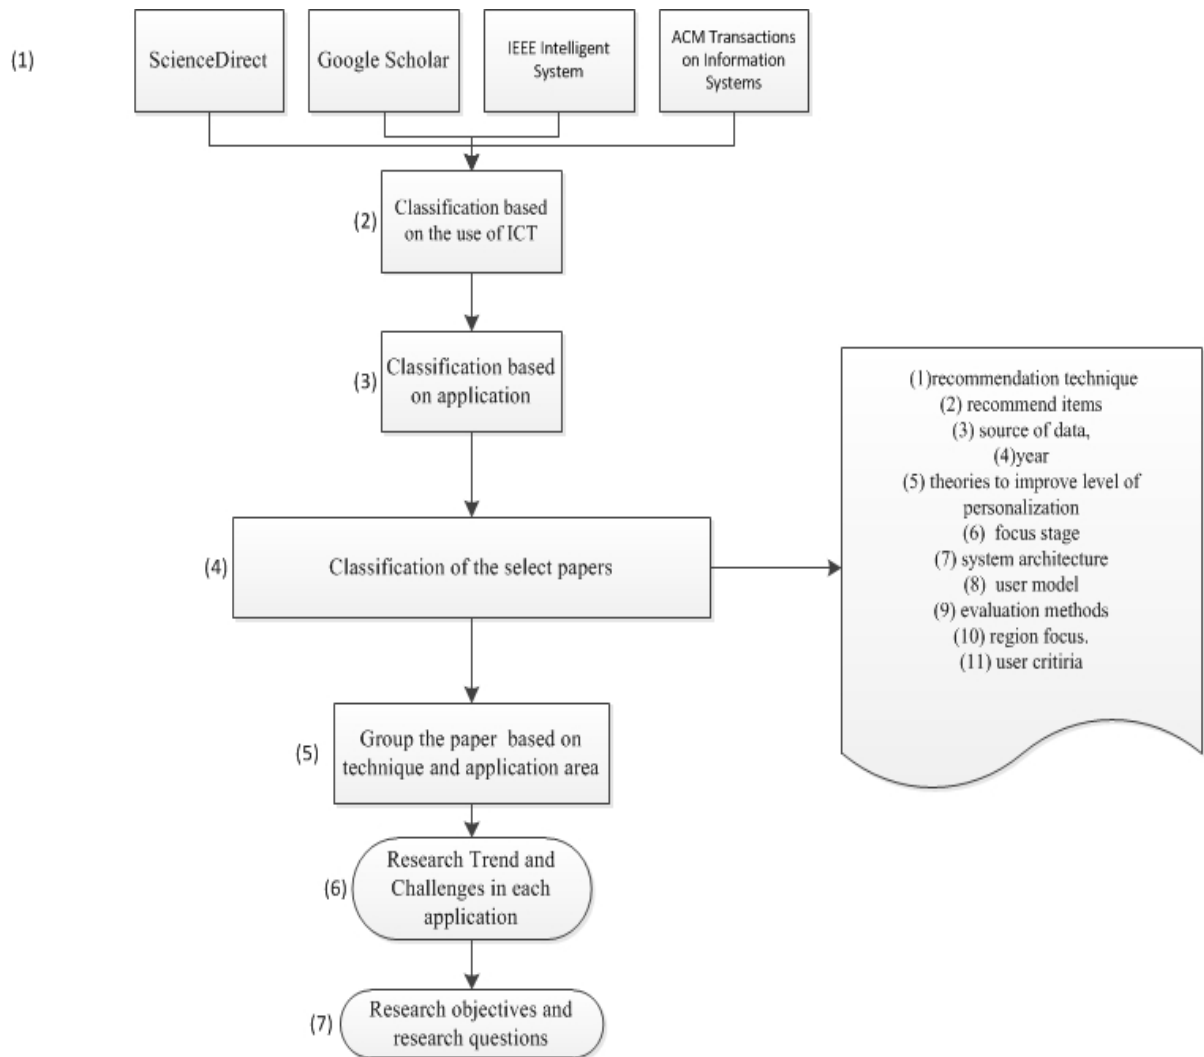 (1)
ScienceDirect
Google Scholar
IEEE Intelligent
System
ACM Transactions
on Information
Systems
(2)
Classification based
on the use of ICT
(3)
Classification based
on application
(4)
Classification of the select papers
(1)recommendation technique
(2) recommend items
(3) source of data,
(4)year
(5) theories to improve level of
personalization
(6) focus stage
(7) system architecture
(8) user model
(9) evaluation methods
(10) region focus.
(11) user critiria
(5)
Group the paper based on
technique and application area
(6)
Research Trend and
Challenges in each
application
(7)
Research objectives and
research questions